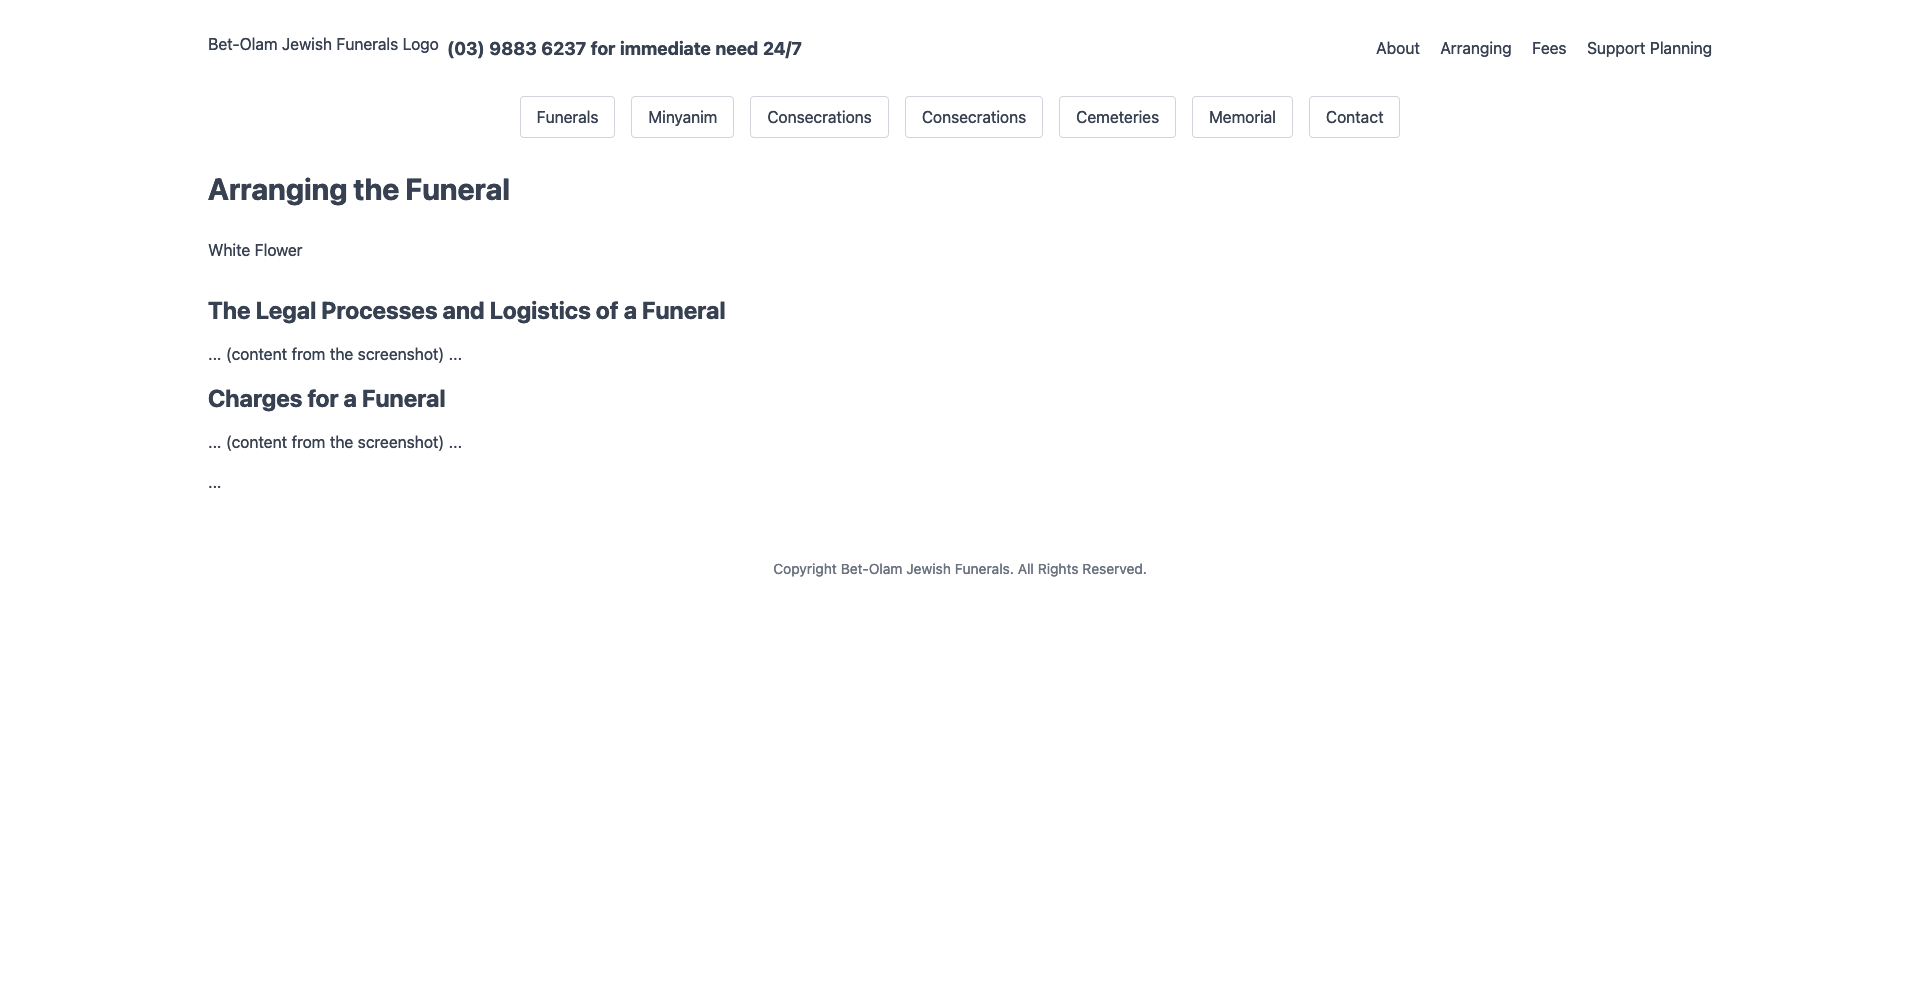 Bet-Olam Jewish Funerals Logo (03) 9883 6237 for immediate need 24/7 About Arranging Fees Support Planning
Funerals Minyanim Consecrations Consecrations Cemeteries Memorial Contact
Arranging the Funeral
White Flower
The Legal Processes and Logistics of a Funeral
... (content from the screenshot) ...
Charges for a Funeral
... (content from the screenshot) ...
...
Copyright Bet-Olam Jewish Funerals. All Rights Reserved.